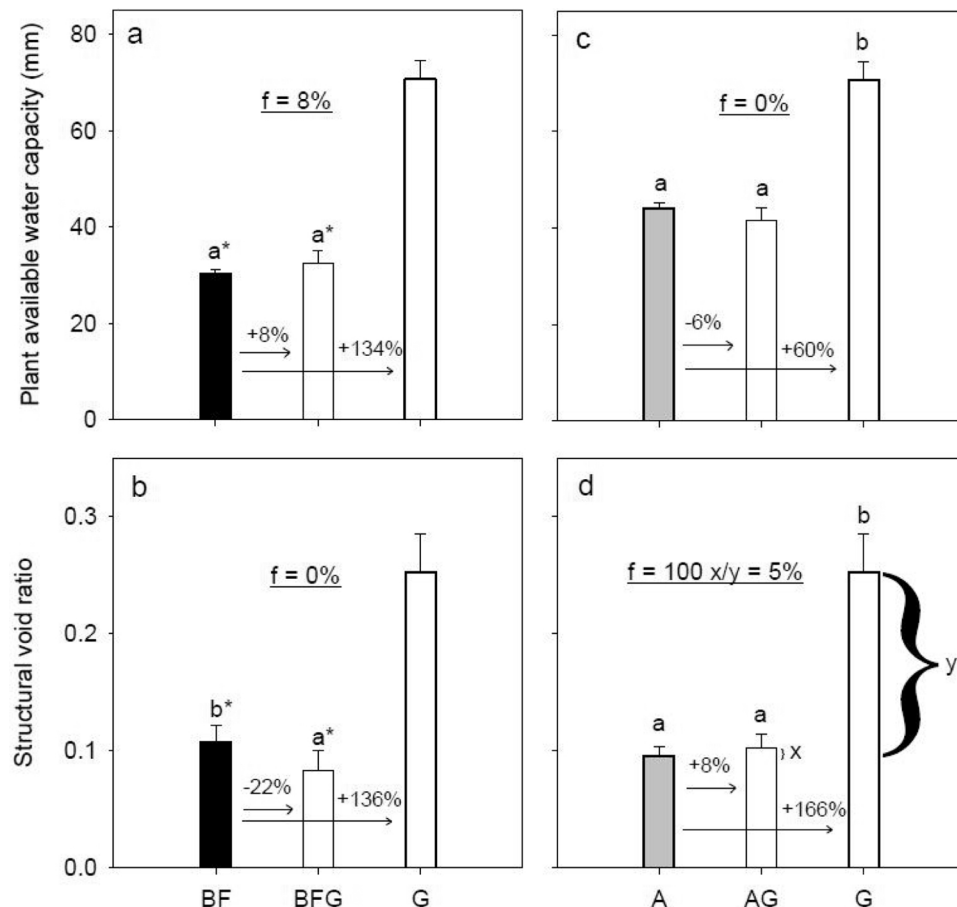 Plant available water capacity (mm)
80
60
40
20
0
a
f = 8%
a*
a*
+8%
+134%
c
f = 0%
b
a
a
-6%
+60%
Structural void ratio
0.3
0.2
0.1
0.0
b
f = 0%
b*
a*
-22%
+136%
BF
BFG
G
d
f = 100 x/y = 5%
b
a
a
x
y
+8%
+166%
A
AG
G